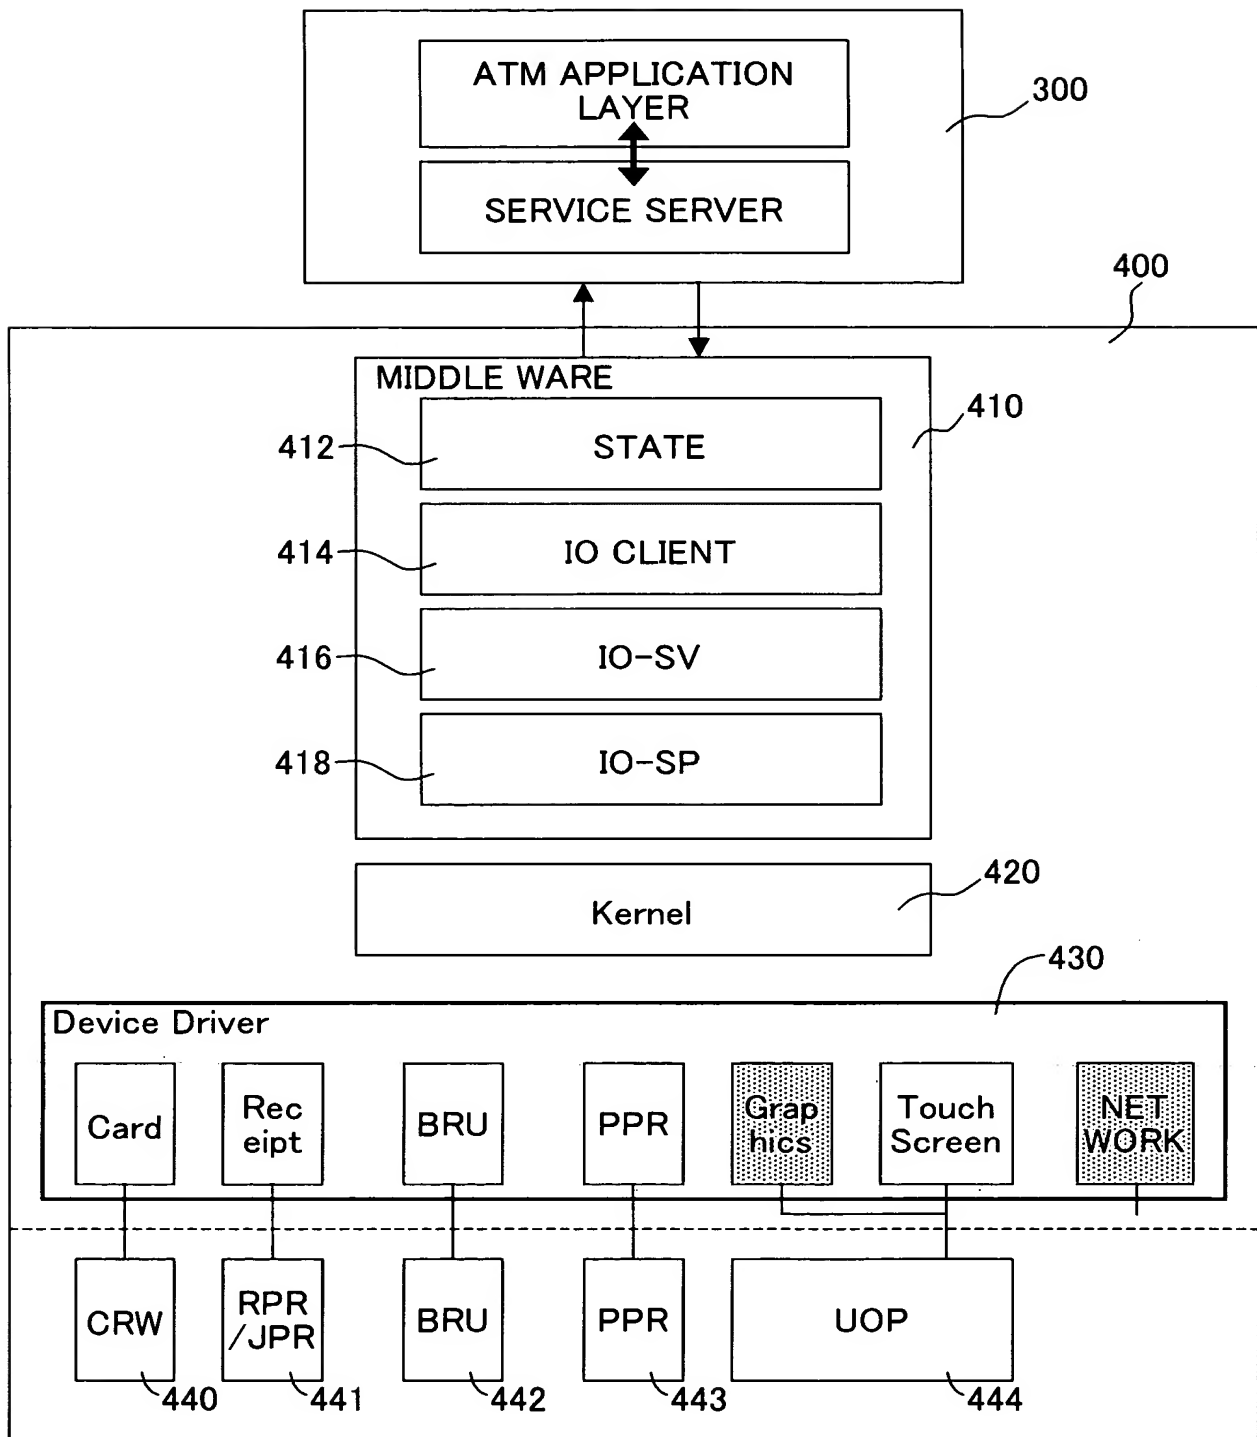 ATM APPLICATION
LAYER
300
SERVICE SERVER
400
MIDDLE WARE
410
412
STATE
414
IO CLIENT
416
IO-SV
418
IO-SP
420
Kernel
430
Device Driver
Card
Rec
eipt
BRU
PPR
Grap
hics
Touch
Screen
NET
WORK
CRW
RPR
/JPR
BRU
PPR
UOP
440
441
442
443
444